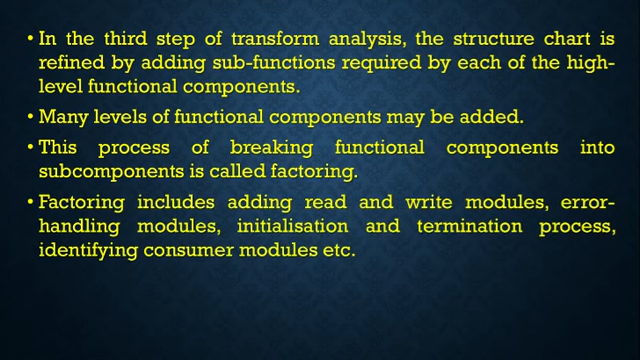 • In the third step of transform analysis, the structure chart is
refined by adding sub-functions required by each of the high-
level functional components.
• Many levels of functional components may be added.
• This process of breaking functional components into
subcomponents is called factoring.
• Factoring includes adding read and write modules, error-
handling modules, initialisation and termination process,
identifying consumer modules etc.